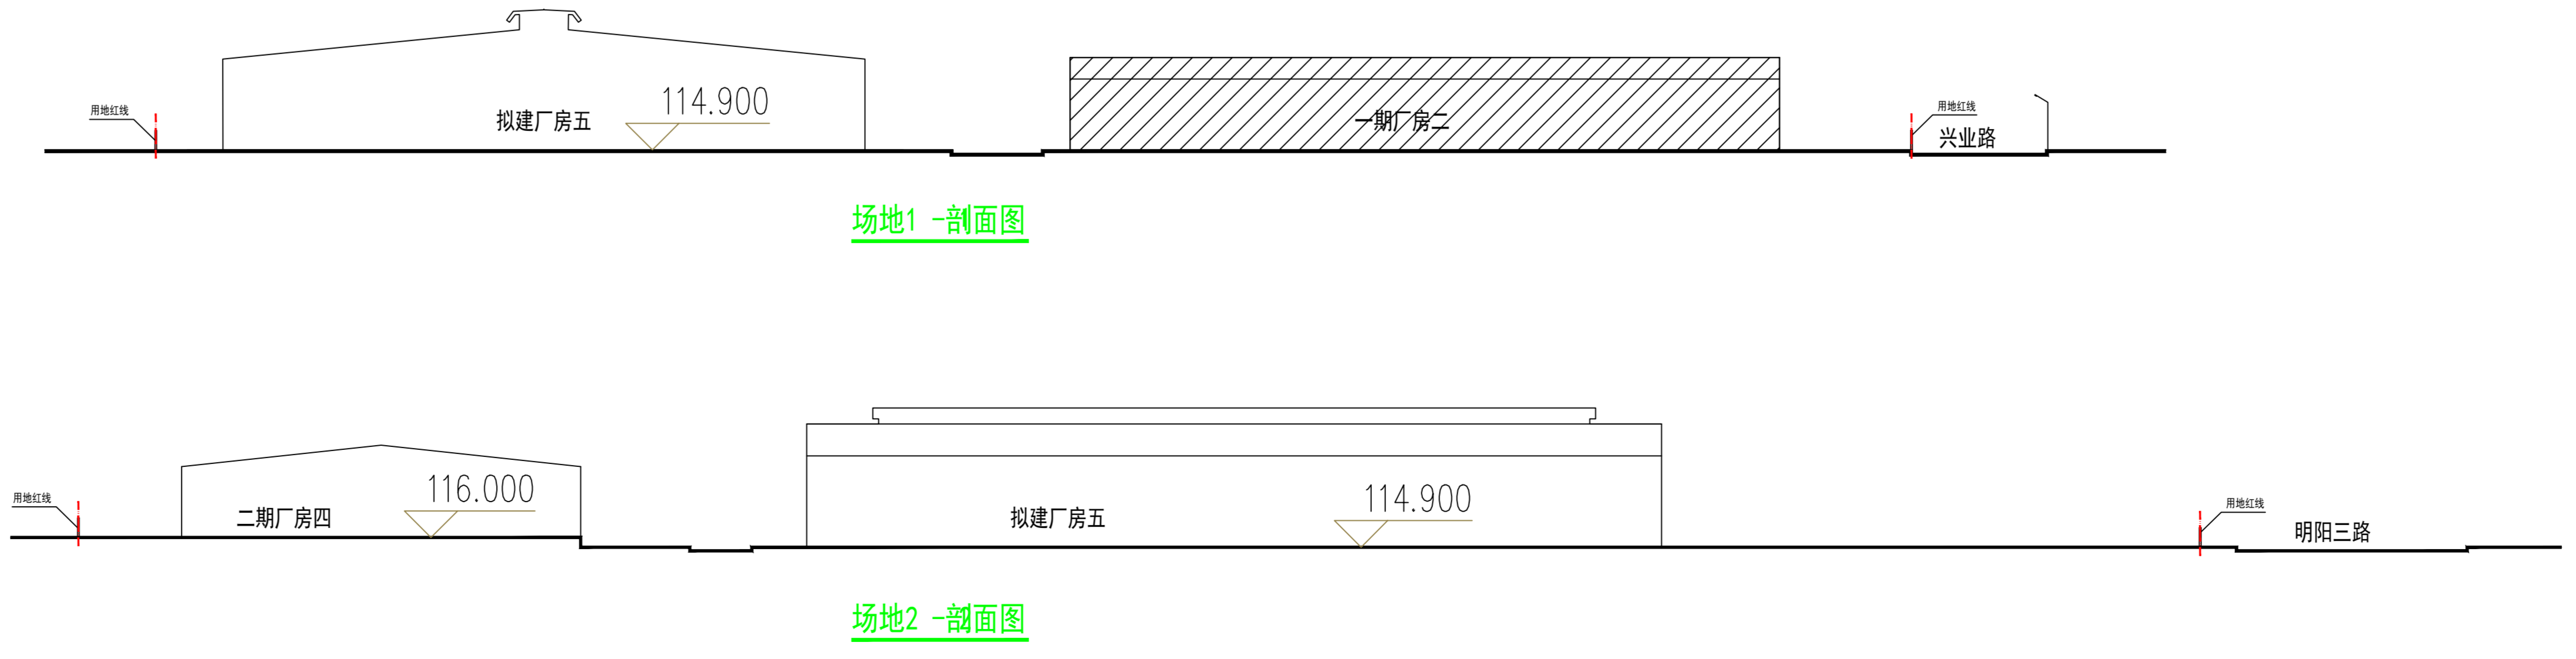 用地红线
拟建厂房五
114.900
一期厂房二
用地红线
兴业路
场地1-1剖面图
用地红线
二期厂房四
116.000
拟建厂房五
114.900
用地红线
明阳三路
场地2-2剖面图